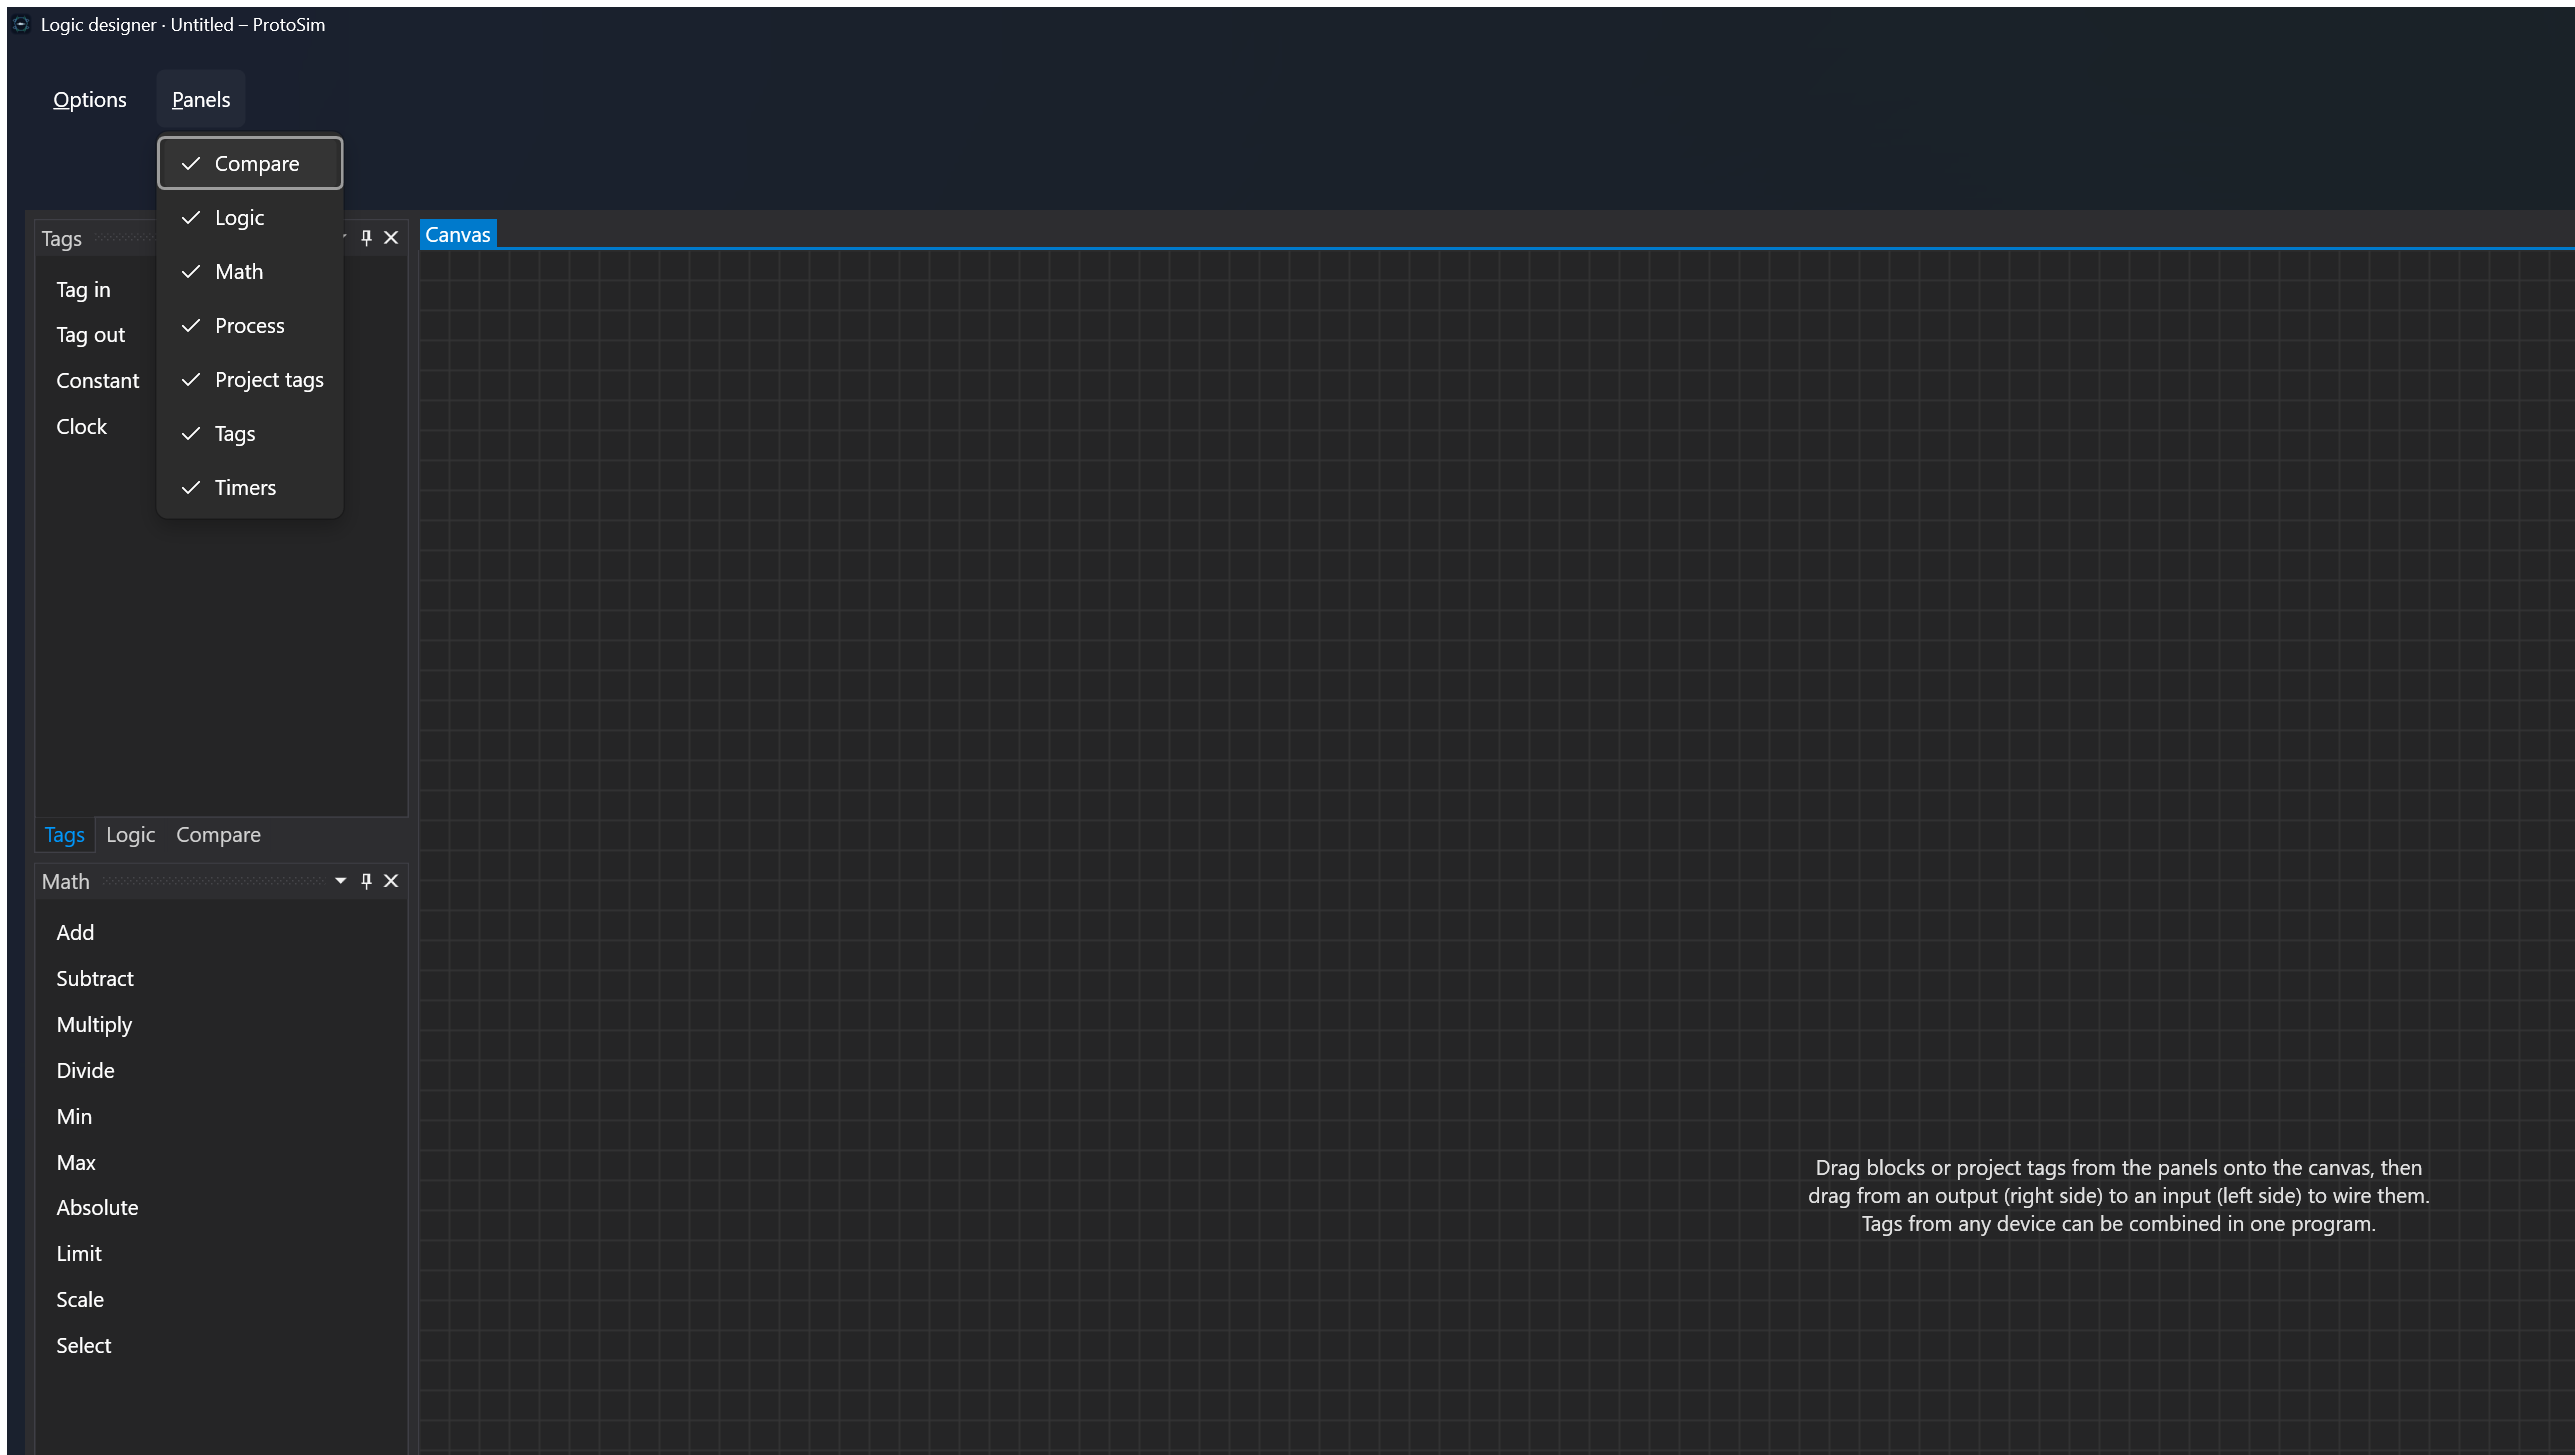 Logic designer · Untitled – ProtoSim
Options
Panels
Compare
Logic
Math
Process
Project tags
Tags
Timers
Tags
Tag in
Tag out
Constant
Clock
Tags
Logic
Compare
Math
Add
Subtract
Multiply
Divide
Min
Max
Absolute
Limit
Scale
Select
Canvas
Drag blocks or project tags from the panels onto the canvas, then
drag from an output (right side) to an input (left side) to wire them.
Tags from any device can be combined in one program.